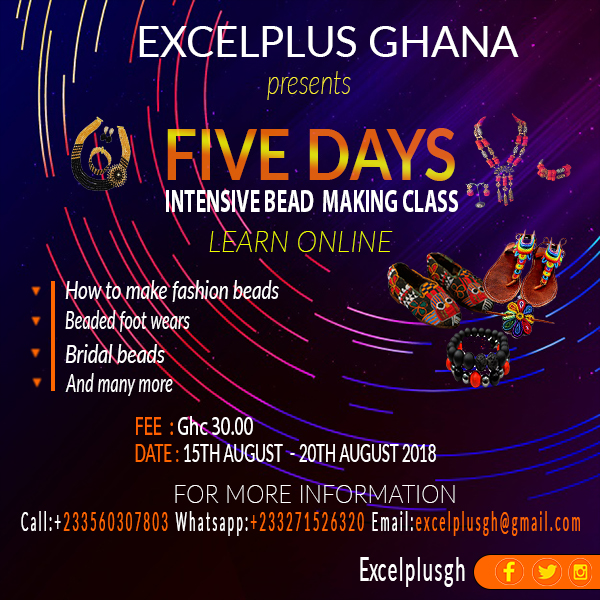 EXCELPLUS GHANA
presents
FIVE DAYS
INTENSIVE BEAD MAKING CLASS
LEARN ONLINE
How to make fashion beads
Beaded foot wears
Bridal beads
And many more
FEE : Ghc 30.00
DATE : 15TH AUGUST - 20TH AUGUST 2018
FOR MORE INFORMATION
Call:+233560307803 Whatsapp:+233271526320 Email:excelplusgh@gmail.com
Excelplusgh